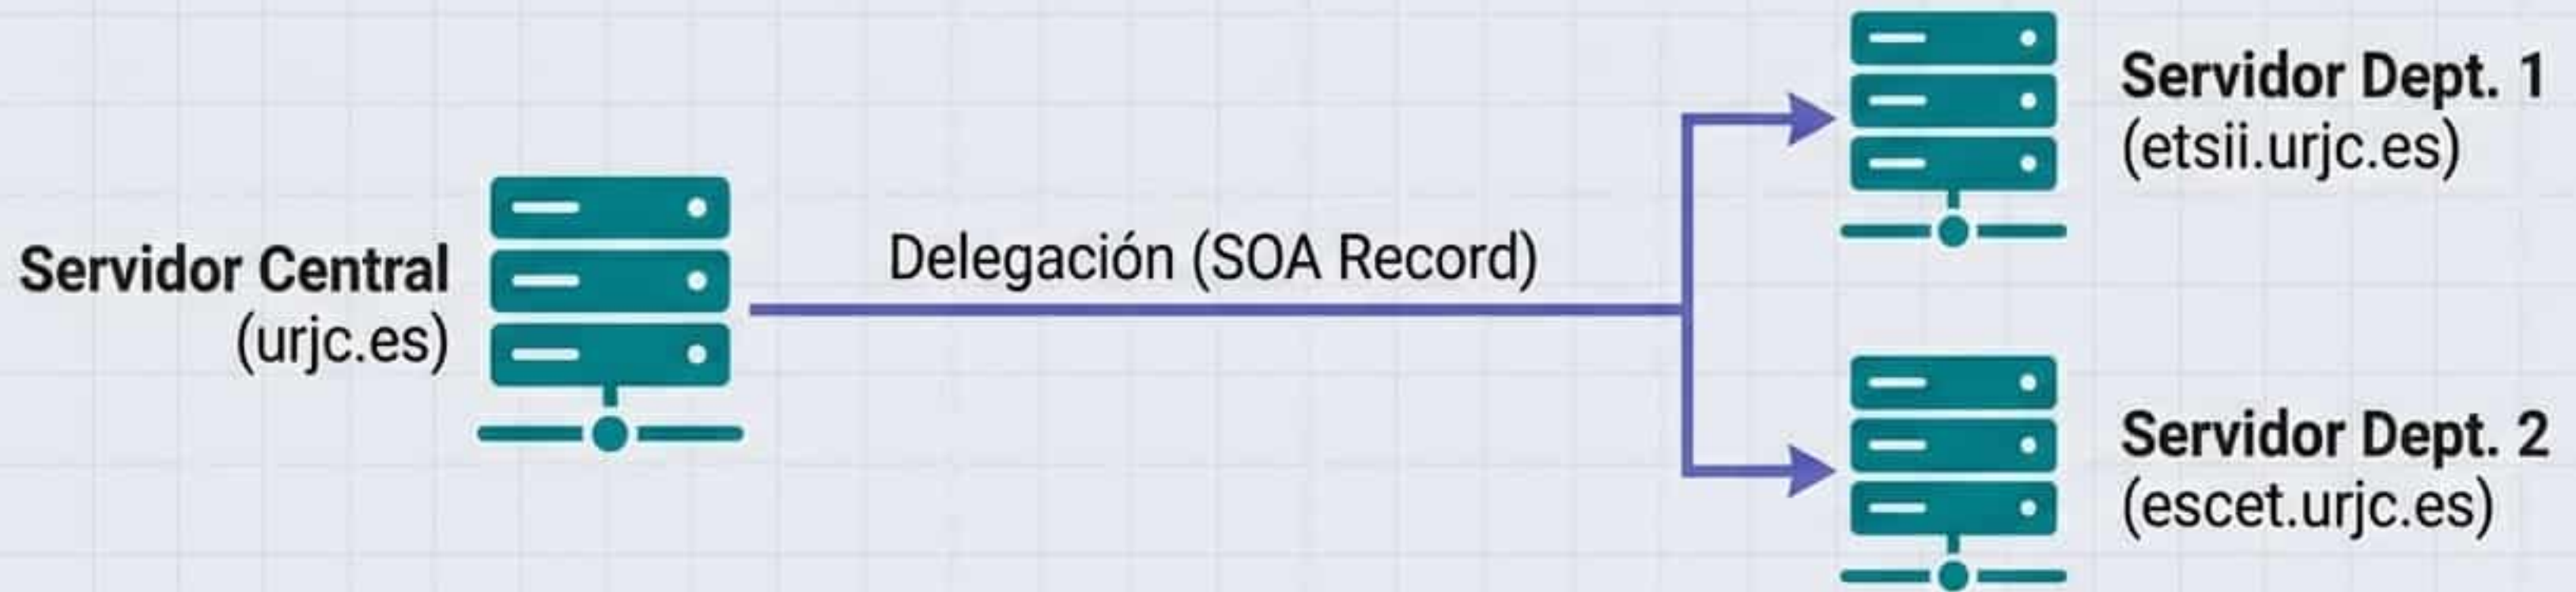 Servidor Central
(urjc.es)
Delegación (SOA Record)
Servidor Dept. 1
(etsii.urjc.es)
Servidor Dept. 2
(escet.urjc.es)